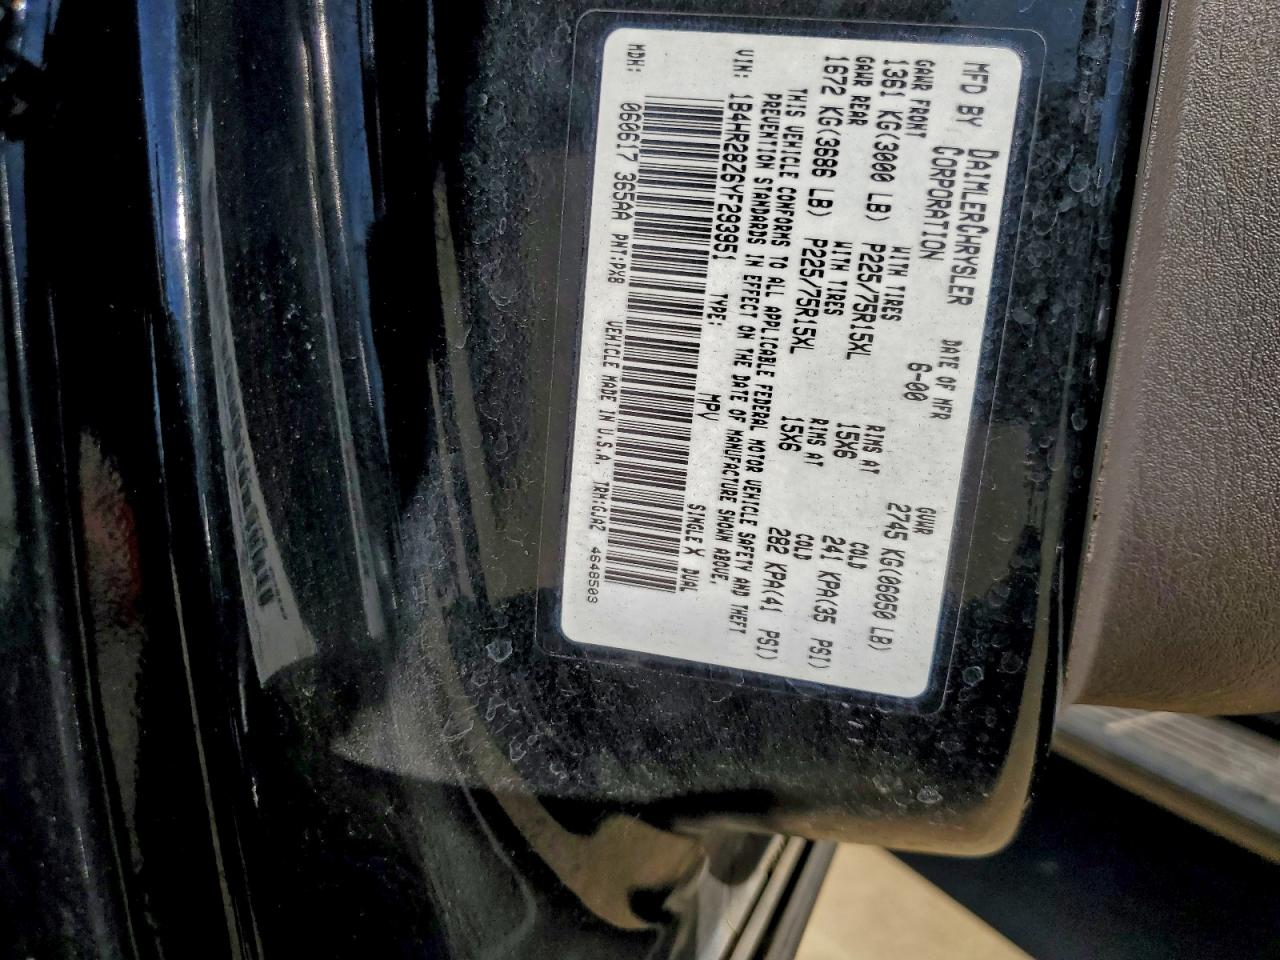 MFD BY DAIMLERCHRYSLER CORPORATION DATE OF MFR 6-00 GVWR 2745 KG(06050 LB)
GAWR FRONT WITH TIRES RIMS AT COLD
1361 KG(3000 LB) P225/75R15XL 15X6 241 KPA(35 PSI)
GAWR REAR WITH TIRES RIMS AT COLD
1672 KG(3686 LB) P225/75R15XL 15X6 282 KPA(41 PSI)
THIS VEHICLE CONFORMS TO ALL APPLICABLE FEDERAL MOTOR VEHICLE SAFETY AND THEFT
PREVENTION STANDARDS IN EFFECT ON THE DATE OF MANUFACTURE SHOWN ABOVE.
VIN: 1B4HR28Z6YF293951 TYPE: MPV SINGLE X DUAL
MDH: 060617 365AA PNT:PX8 VEHICLE MADE IN U.S.A. TRM:GJAZ 4648503